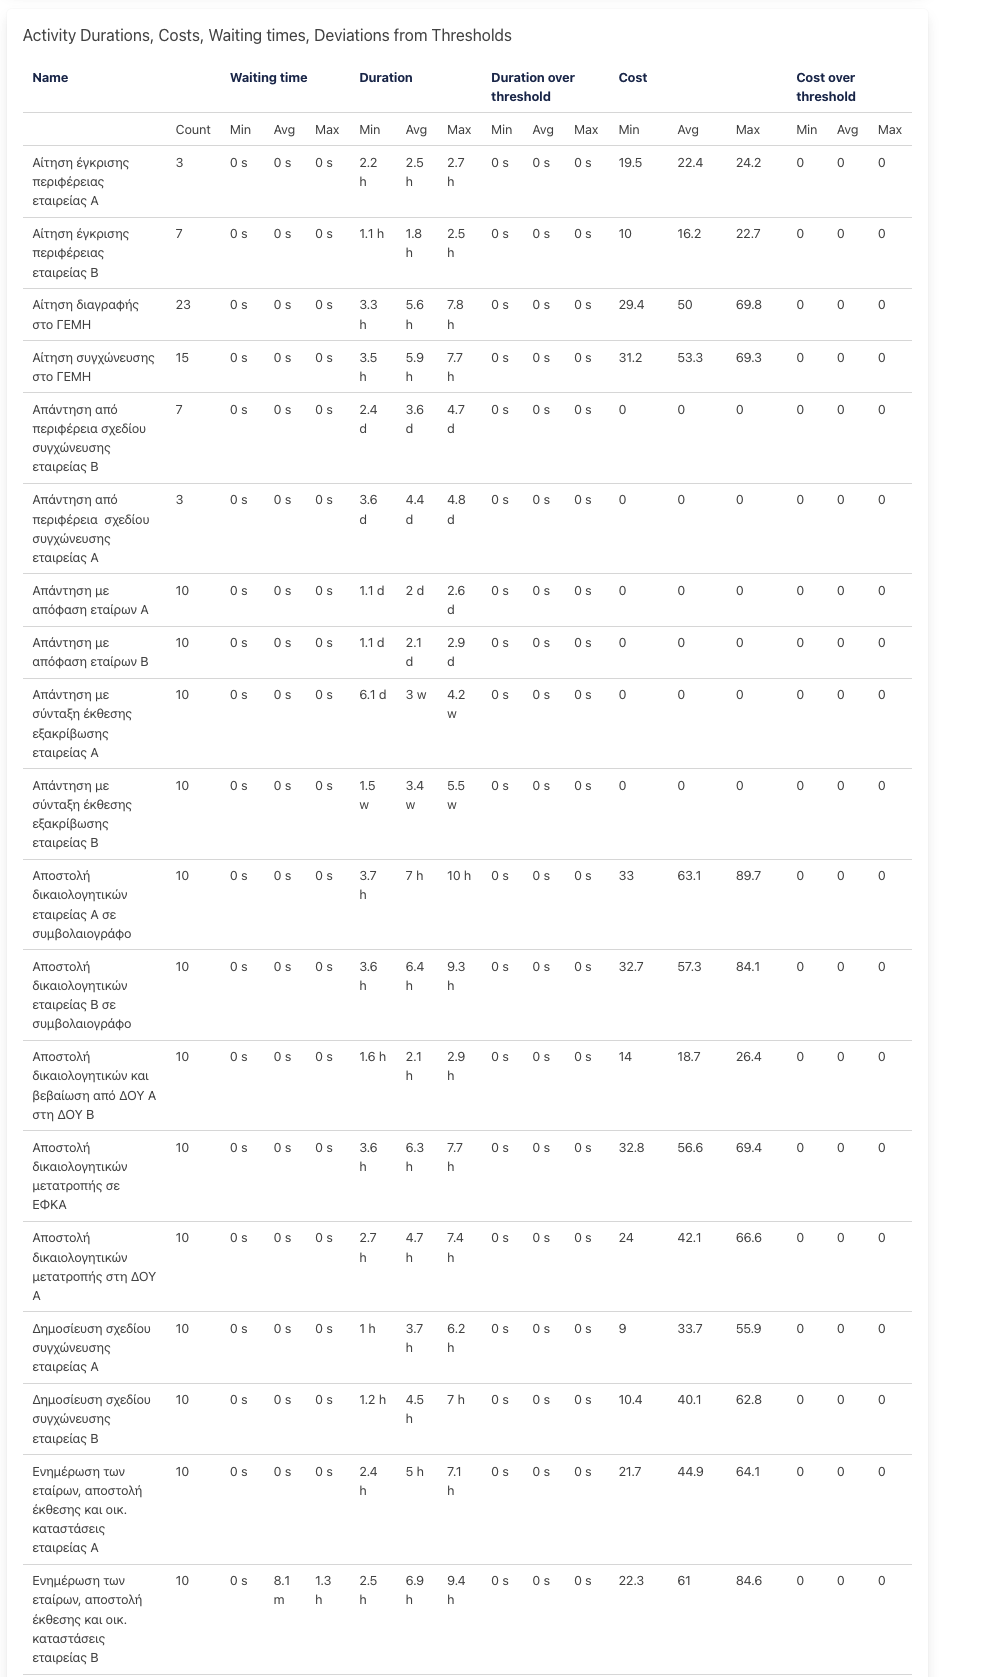 Activity Durations, Costs, Waiting times, Deviations from Thresholds
Name Waiting time Duration Duration over Cost Cost over
threshold threshold
Count Min Avg Max Min Avg Max Min Avg Max Min Avg Max Min Avg Max
Αίτηση έγκρισης 3 0 s 0 s 0 s 2.2 2.5 2.7 0 s 0 s 0 s 19.5 22.4 24.2 0 0 0
περιφέρειας h h h
εταιρείας Α
Αίτηση έγκρισης 7 0 s 0 s 0 s 1.1 h 1.8 2.5 0 s 0 s 0 s 10 16.2 22.7 0 0 0
περιφέρειας h h
εταιρείας Β
Αίτηση διαγραφής 23 0 s 0 s 0 s 3.3 5.6 7.8 0 s 0 s 0 s 29.4 50 69.8 0 0 0
στο ΓΕΜΗ h h h
Αίτηση συγχώνευσης 15 0 s 0 s 0 s 3.5 5.9 7.7 0 s 0 s 0 s 31.2 53.3 69.3 0 0 0
στο ΓΕΜΗ h h h
Απάντηση από 7 0 s 0 s 0 s 2.4 3.6 4.7 0 s 0 s 0 s 0 0 0 0 0 0
περιφέρεια σχεδίου d d d
συγχώνευσης
εταιρείας Β
Απάντηση από 3 0 s 0 s 0 s 3.6 4.4 4.8 0 s 0 s 0 s 0 0 0 0 0 0
περιφέρεια σχεδίου d d d
συγχώνευσης
εταιρείας Α
Απάντηση με 10 0 s 0 s 0 s 1.1 d 2 d 2.6 0 s 0 s 0 s 0 0 0 0 0 0
απόφαση εταίρων Α d
Απάντηση με 10 0 s 0 s 0 s 1.1 d 2.1 2.9 0 s 0 s 0 s 0 0 0 0 0 0
απόφαση εταίρων Β d d
Απάντηση με 10 0 s 0 s 0 s 6.1 d 3 w 4.2 0 s 0 s 0 s 0 0 0 0 0 0
σύνταξη έκθεσης w
εξακρίβωσης
εταιρείας Α
Απάντηση με 10 0 s 0 s 0 s 1.5 3.4 5.5 0 s 0 s 0 s 0 0 0 0 0 0
σύνταξη έκθεσης w w w
εξακρίβωσης
εταιρείας Β
Αποστολή 10 0 s 0 s 0 s 3.7 7 h 10 h 0 s 0 s 0 s 33 63.1 89.7 0 0 0
δικαιολογητικών h
εταιρείας Α σε
συμβολαιογράφο
Αποστολή 10 0 s 0 s 0 s 3.6 6.4 9.3 0 s 0 s 0 s 32.7 57.3 84.1 0 0 0
δικαιολογητικών h h h
εταιρείας Β σε
συμβολαιογράφο
Αποστολή 10 0 s 0 s 0 s 1.6 h 2.1 2.9 0 s 0 s 0 s 14 18.7 26.4 0 0 0
δικαιολογητικών και h h
βεβαίωση από ΔΟΥ Α
στη ΔΟΥ Β
Αποστολή 10 0 s 0 s 0 s 3.6 6.3 7.7 0 s 0 s 0 s 32.8 56.6 69.4 0 0 0
δικαιολογητικών h h h
μετατροπής σε
ΕΦΚΑ
Αποστολή 10 0 s 0 s 0 s 2.7 4.7 7.4 0 s 0 s 0 s 24 42.1 66.6 0 0 0
δικαιολογητικών h h h
μετατροπής στη ΔΟΥ
Α
Δημοσίευση σχεδίου 10 0 s 0 s 0 s 1 h 3.7 6.2 0 s 0 s 0 s 9 33.7 55.9 0 0 0
συγχώνευσης h h
εταιρείας Α
Δημοσίευση σχεδίου 10 0 s 0 s 0 s 1.2 h 4.5 7 h 0 s 0 s 0 s 10.4 40.1 62.8 0 0 0
συγχώνευσης h
εταιρείας Β
Ενημέρωση των 10 0 s 0 s 0 s 2.4 5 h 7.1 0 s 0 s 0 s 21.7 44.9 64.1 0 0 0
εταίρων, αποστολή h h
έκθεσης και οικ.
καταστάσεις
εταιρείας Α
Ενημέρωση των 10 0 s 8.1 1.3 2.5 6.9 9.4 0 s 0 s 0 s 22.3 61 84.6 0 0 0
εταίρων, αποστολή m h h h h
έκθεσης και οικ.
καταστάσεις
εταιρείας Β